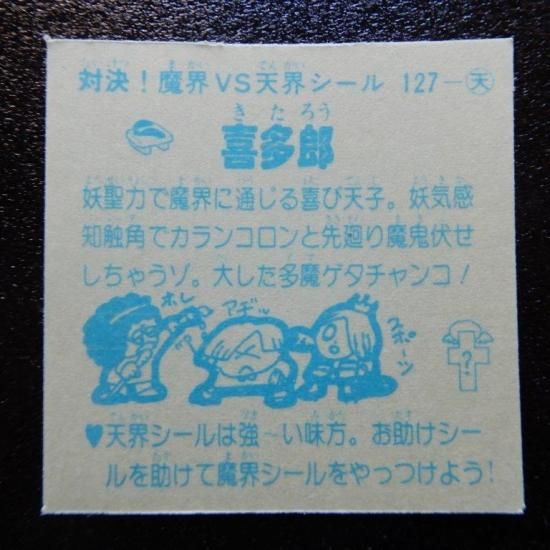 対決！魔界VS天界シール 127－天
きたろう
喜多郎
妖聖力で魔界に通じる喜び天子。妖気感
知触角でカランコロンと先廻り魔鬼伏せ
しちゃうゾ。大した多魔ゲタチャンコ！
ホレ
アヂッ
スポーツ
?
♥天界シールは強～い味方。お助けシー
ルを助けて魔界シールをやっつけよう！